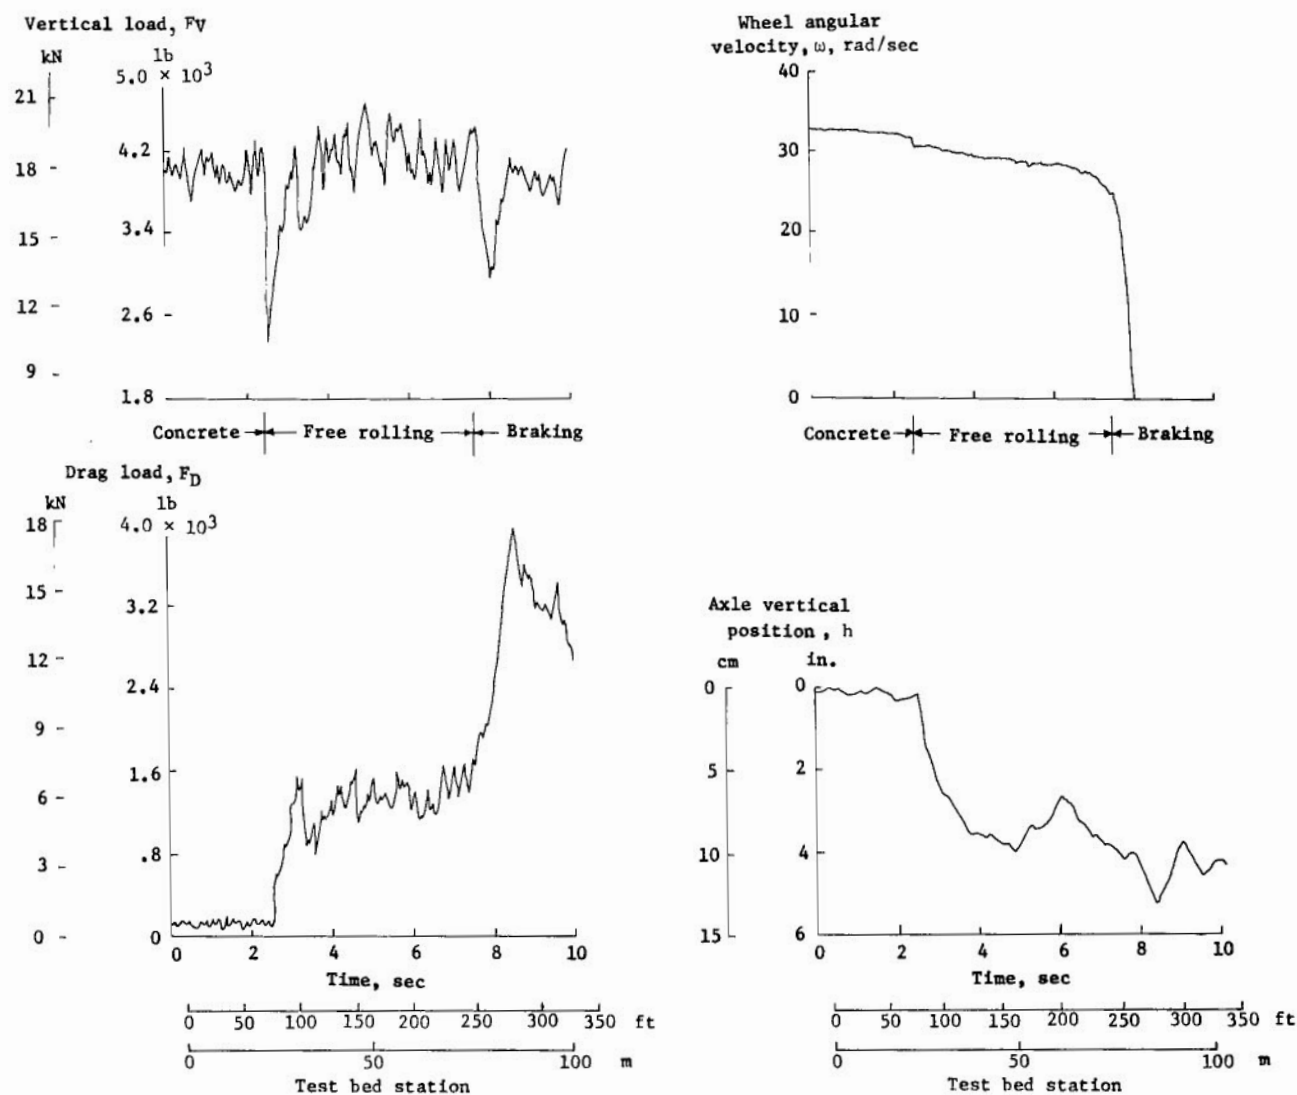 Vertical load, FV
kN
lb
5.0 × 10³
21
18
15
12
9
4.2
3.4
2.6
1.8
Concrete
Free rolling
Braking
Wheel angular
velocity, ω, rad/sec
40
30
20
10
0
Concrete
Free rolling
Braking
Drag load, FD
kN
lb
4.0 × 10³
18
15
12
9
6
3
0
3.2
2.4
1.6
.8
0
0 2 4 6 8 10
Time, sec
0 50 100 150 200 250 300 350 ft
0 50 100 m
Test bed station
Axle vertical
position, h
cm
in.
0
5
10
15
0
2
4
6
0 2 4 6 8 10
Time, sec
0 50 100 150 200 250 300 350 ft
0 50 100 m
Test bed station